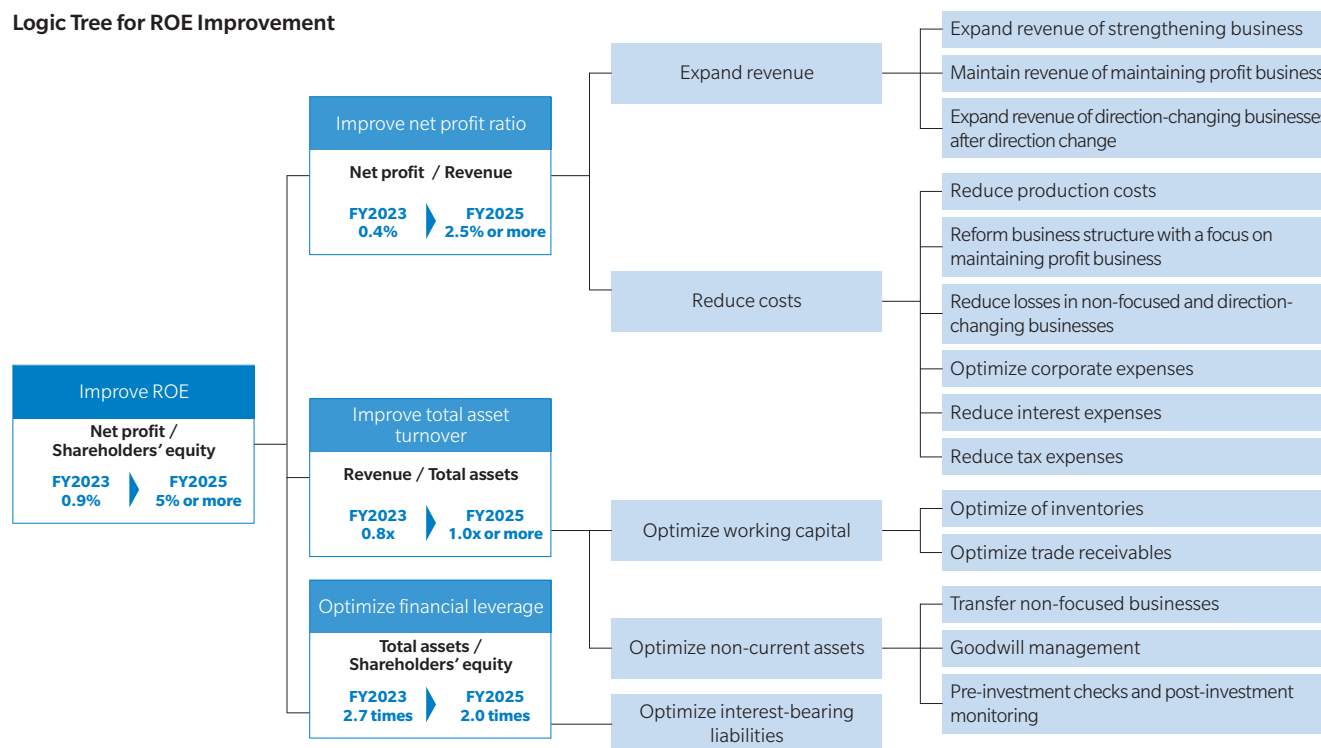 Logic Tree for ROE Improvement
Improve ROE
Net profit /
Shareholders' equity
FY2023
0.9%
FY2025
5% or more
Improve net profit ratio
Net profit / Revenue
FY2023
0.4%
FY2025
2.5% or more
Improve total asset
turnover
Revenue / Total assets
FY2023
0.8x
FY2025
1.0x or more
Optimize financial leverage
Total assets /
Shareholders' equity
FY2023
2.7 times
FY2025
2.0 times
Expand revenue
Reduce costs
Optimize working capital
Optimize non-current assets
Optimize interest-bearing
liabilities
Expand revenue of strengthening business
Maintain revenue of maintaining profit business
Expand revenue of direction-changing businesses
after direction change
Reduce production costs
Reform business structure with a focus on
maintaining profit business
Reduce losses in non-focused and direction-
changing businesses
Optimize corporate expenses
Reduce interest expenses
Reduce tax expenses
Optimize of inventories
Optimize trade receivables
Transfer non-focused businesses
Goodwill management
Pre-investment checks and post-investment
monitoring